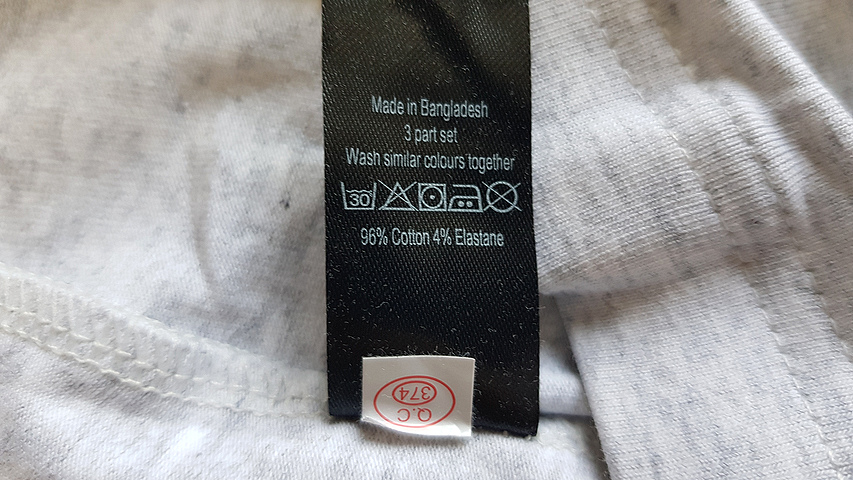 Made in Bangladesh
3 part set
Wash similar colours together
30
96% Cotton 4% Elastane
Q.C
374